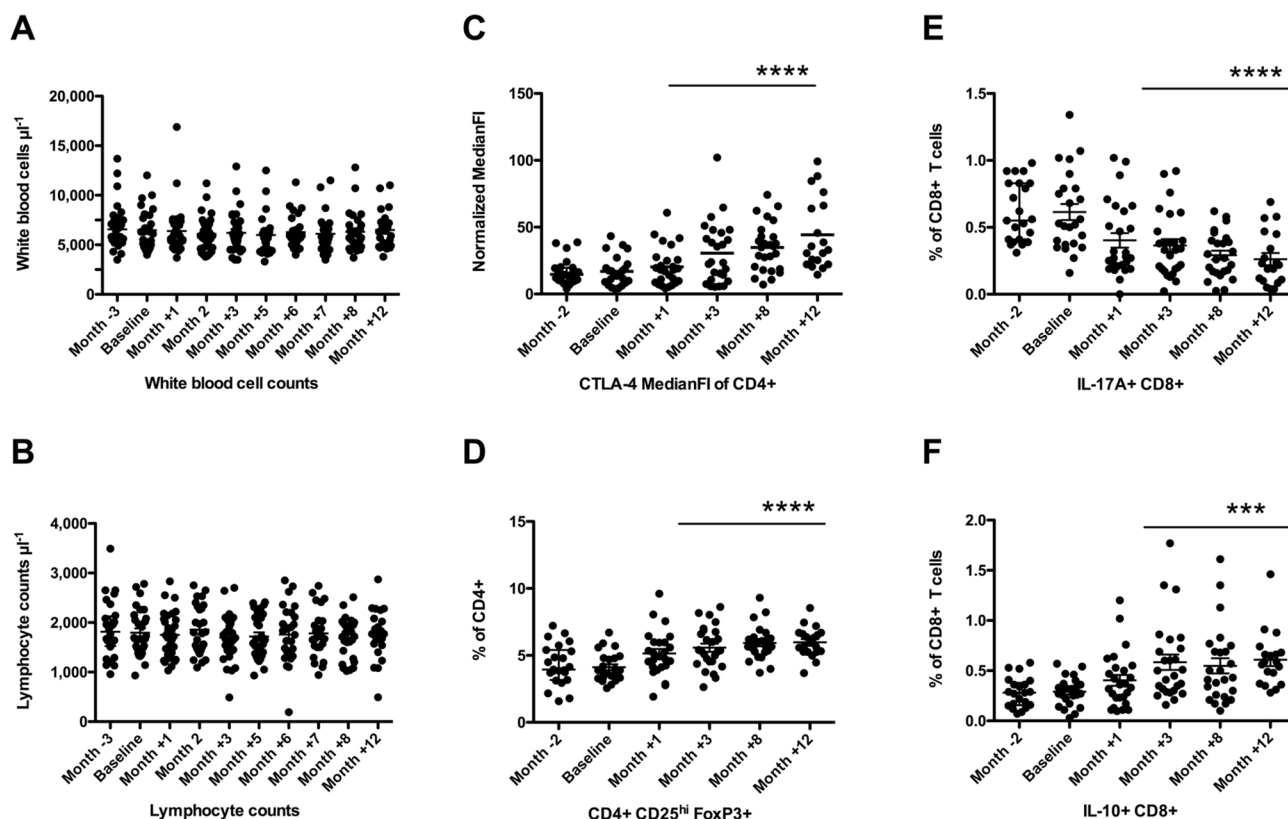 A
White blood cells µl-1
20,000
15,000
10,000
5,000
0
Month -3
Baseline
Month +1
Month 2
Month +3
Month +5
Month +6
Month +7
Month +8
Month +12
White blood cell counts
B
Lymphocyte counts µl-1
4,000
3,000
2,000
1,000
0
Month -3
Baseline
Month +1
Month 2
Month +3
Month +5
Month +6
Month +7
Month +8
Month +12
Lymphocyte counts
C
****
Normalized MedianFI
150
100
50
0
Month -2
Baseline
Month +1
Month +3
Month +8
Month +12
CTLA-4 MedianFI of CD4+
D
****
% of CD4+
15
10
5
0
Month -2
Baseline
Month +1
Month +3
Month +8
Month +12
CD4+ CD25hi FoxP3+
E
****
% of CD8+ T cells
1.5
1.0
0.5
0.0
Month -2
Baseline
Month +1
Month +3
Month +8
Month +12
IL-17A+ CD8+
F
***
% of CD8+ T cells
2.0
1.5
1.0
0.5
0.0
Month -2
Baseline
Month +1
Month +3
Month +8
Month +12
IL-10+ CD8+